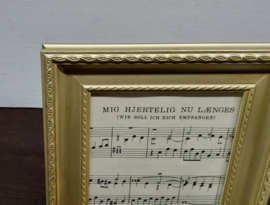 MIG HJERTELIG NU LÆNGES
(WIE SOLL ICH DICH EMPFANGEN)